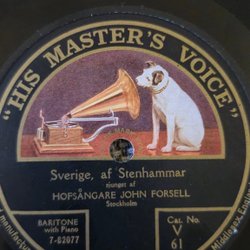 "HIS MASTER'S VOICE"
Sverige, af Stenhammar
sjunget af
HOFSÅNGARE JOHN FORSELL
Stockholm
BARITONE
with Piano
7-82077
Cat. No.
V
61